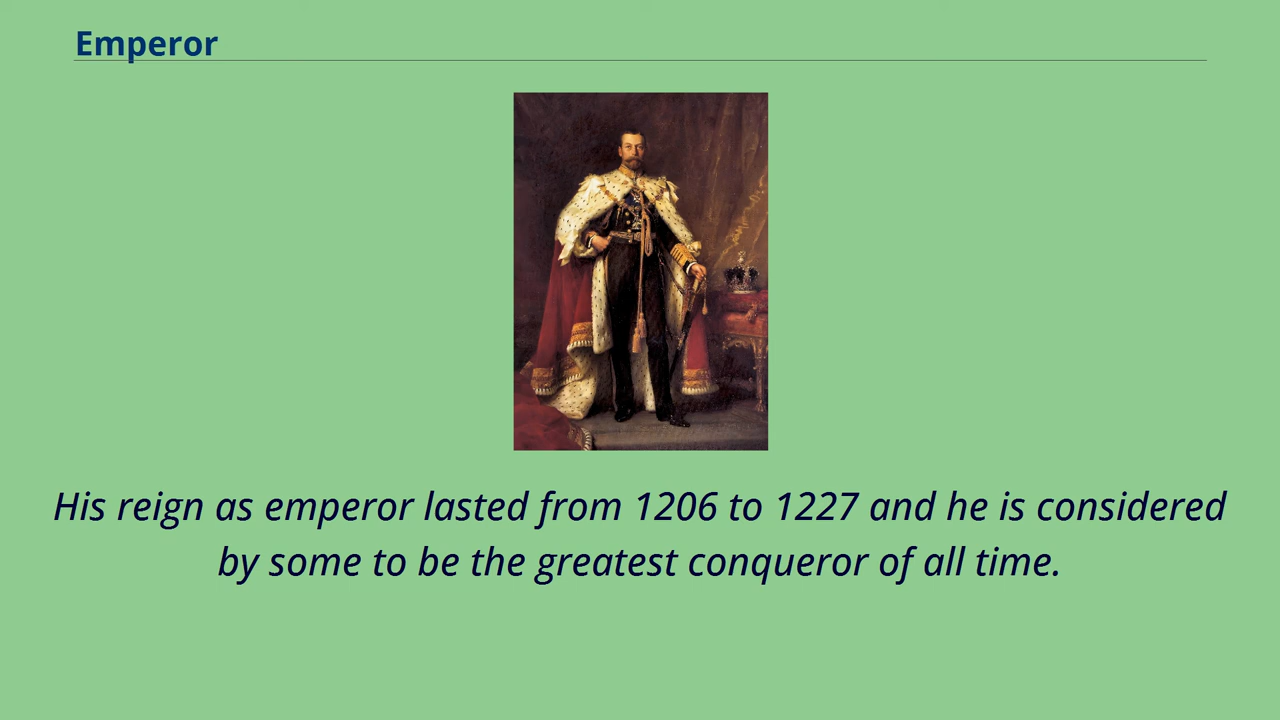 Emperor
His reign as emperor lasted from 1206 to 1227 and he is considered
by some to be the greatest conqueror of all time.